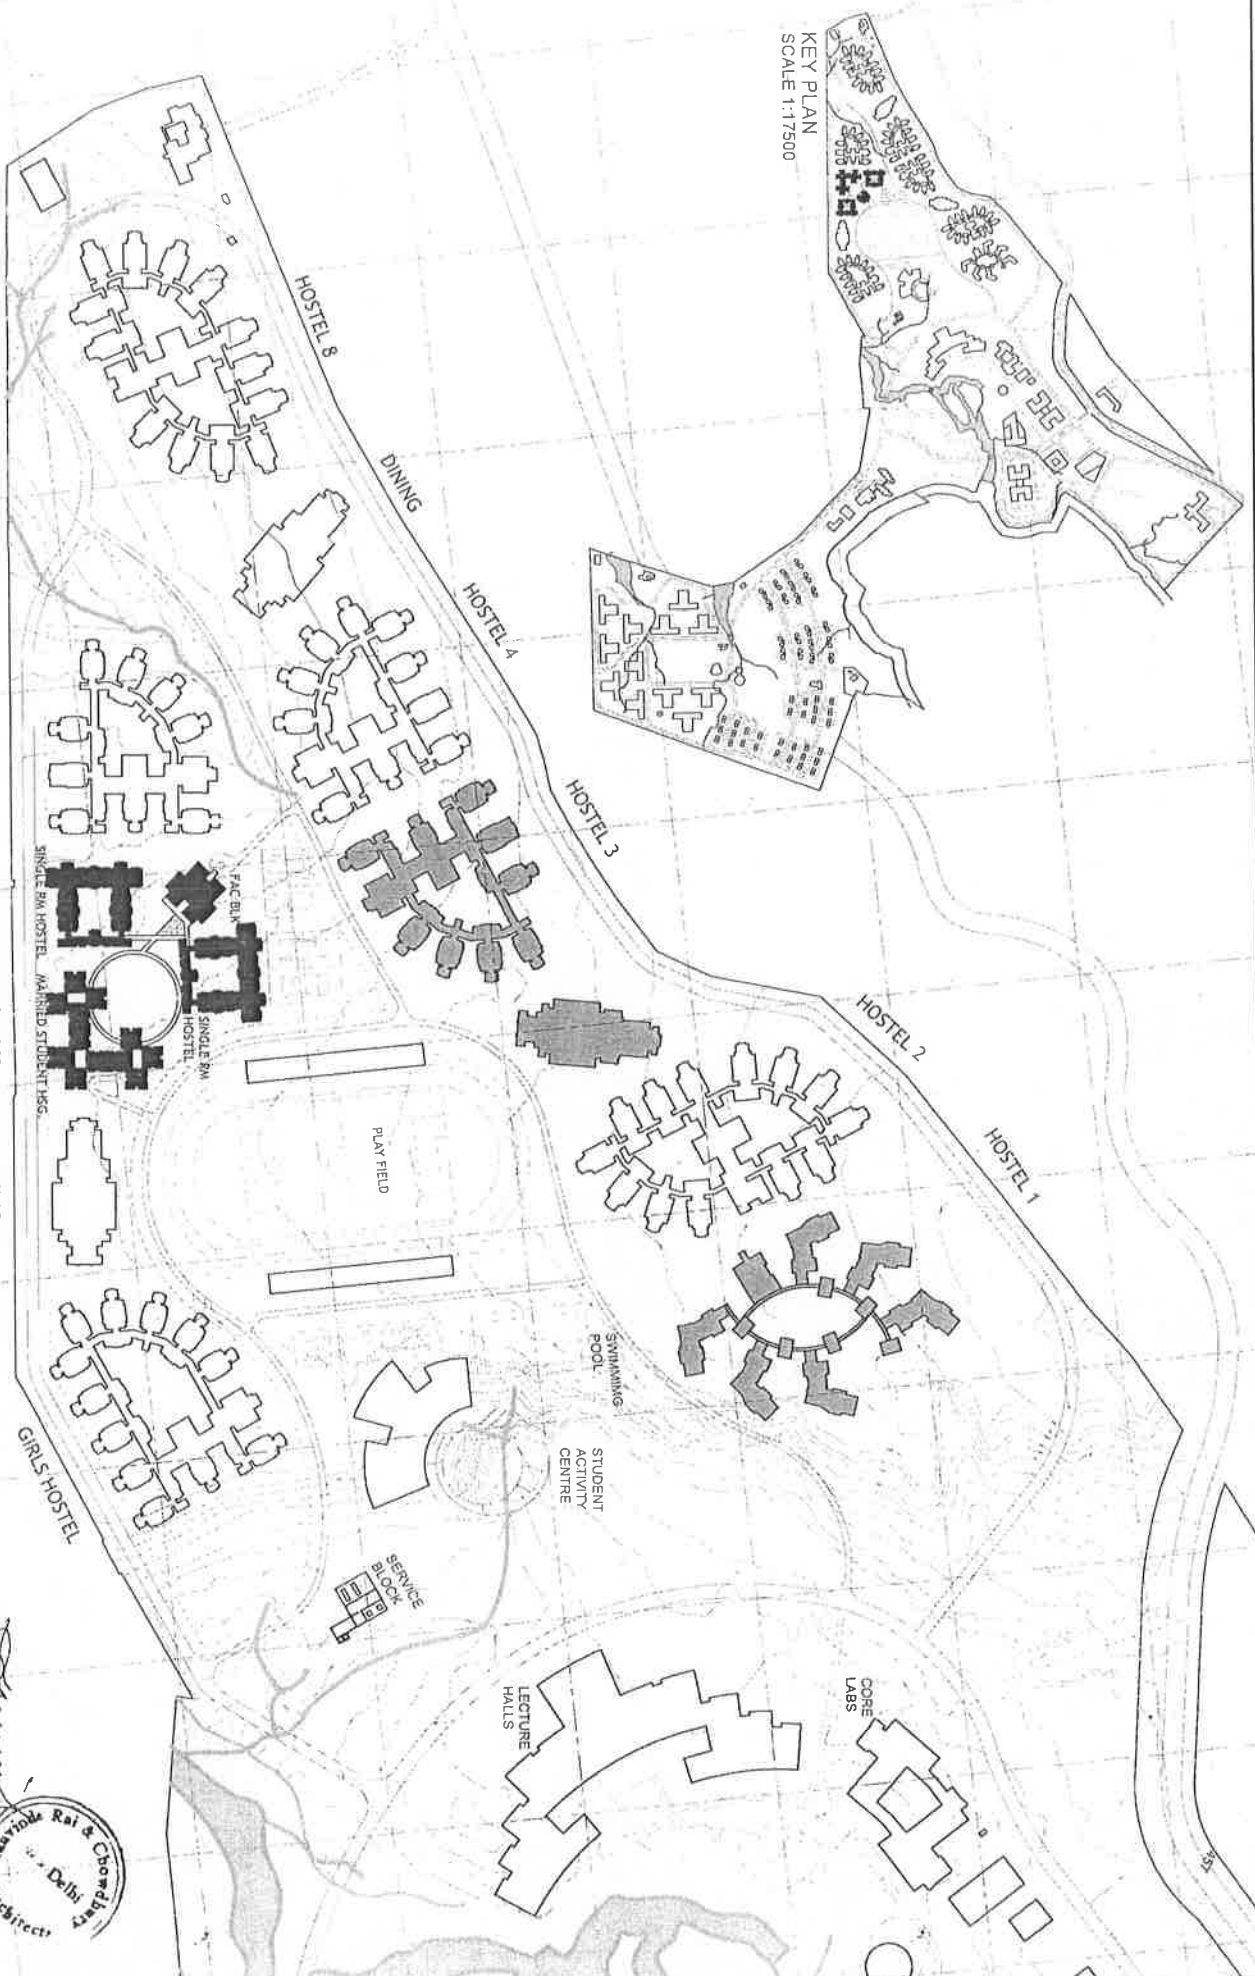 KEY PLAN
SCALE 1:17500
HOSTEL 8
DINING
HOSTEL 4
HOSTEL 3
HOSTEL 2
HOSTEL 1
FAC BLK
SINGLE RM HOSTEL
MARRIED STUDENT HSG.
SINGLE RM
HOSTEL
PLAY FIELD
SWIMMIMG
POOL
STUDENT
ACTIVITY
CENTRE
GIRLS HOSTEL
SERVICE
BLOCK
LECTURE
HALLS
CORE
LABS
Rai & Chowdhury
Delhi